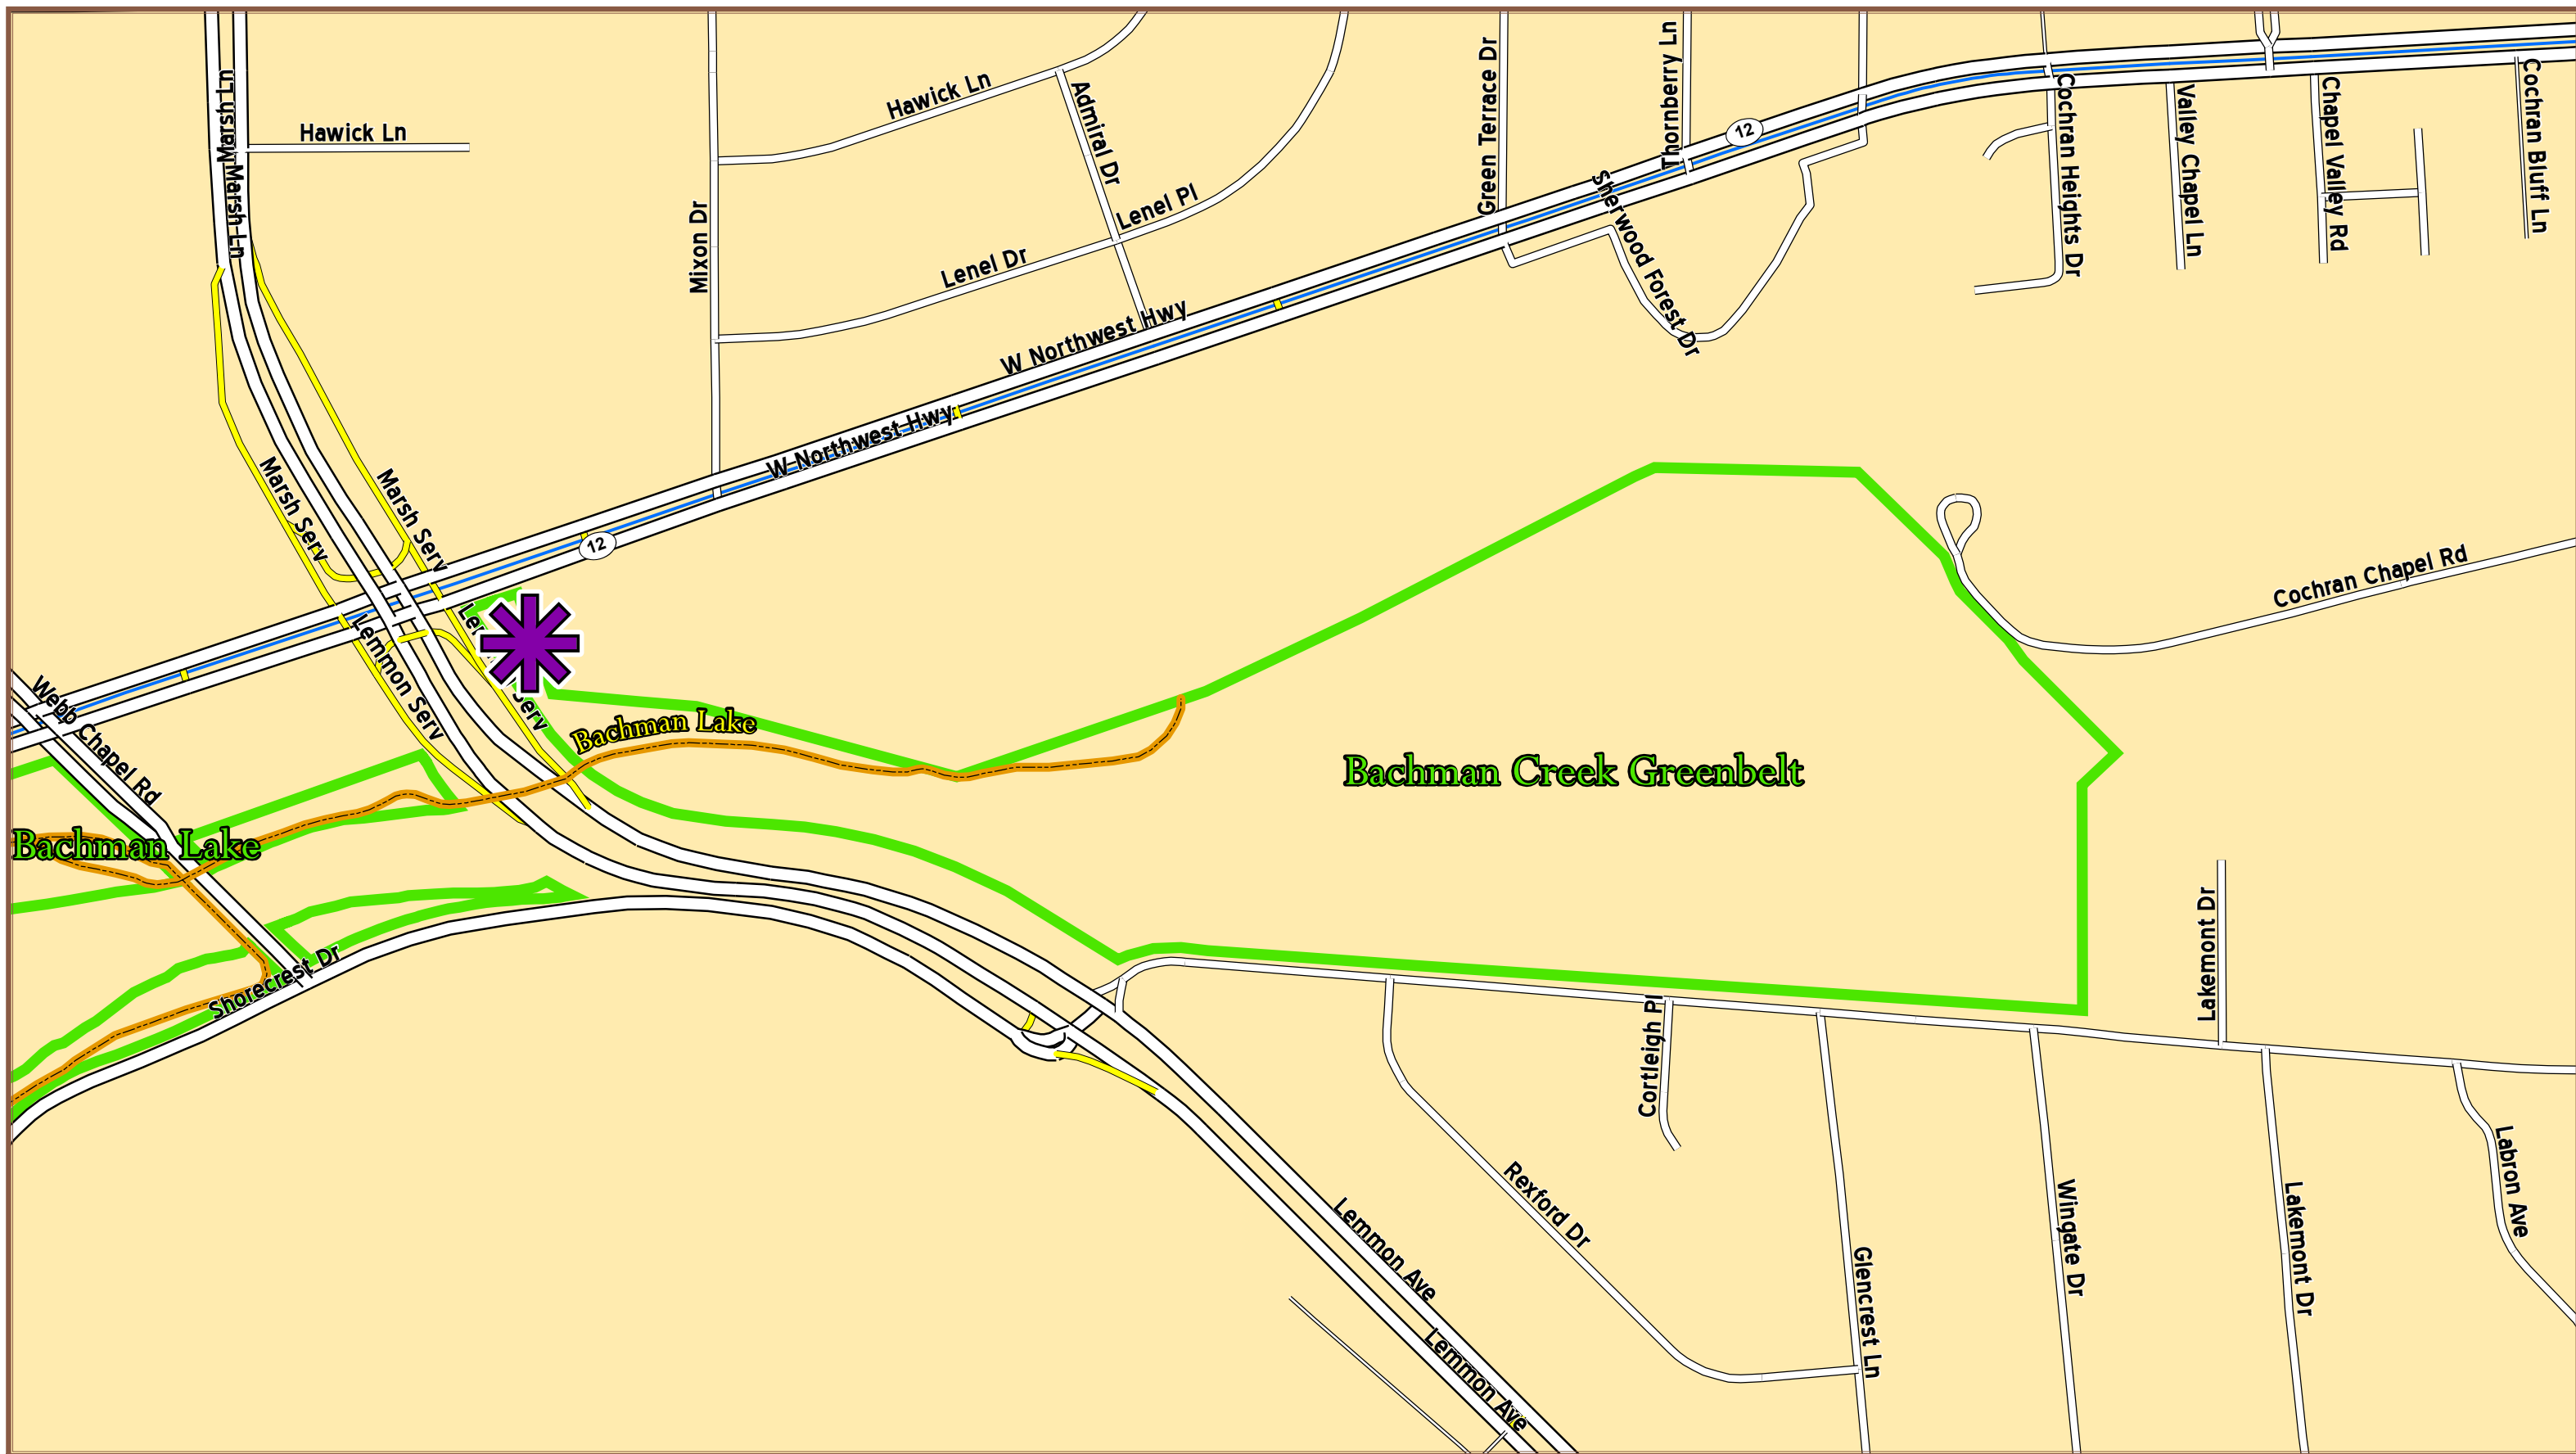 Marsh Ln
Marsh Ln
Hawick Ln
Hawick Ln
Admiral Dr
Mixon Dr
Lenel Pl
Lenel Dr
Green Terrace Dr
Thornberry Ln
12
Sherwood Forest Dr
Cochran Heights Dr
Valley Chapel Ln
Chapel Valley Rd
Cochran Bluff Ln
W Northwest Hwy
W Northwest Hwy
Marsh Serv
Marsh Serv
12
Lemmon Serv
Serv
Cochran Chapel Rd
Webb Chapel Rd
Bachman Lake
Bachman Creek Greenbelt
Bachman Lake
Shorecrest Dr
Lakemont Dr
Cortleigh Pl
Rexford Dr
Lemmon Ave
Lemmon Ave
Glencrest Ln
Wingate Dr
Lakemont Dr
Labron Ave